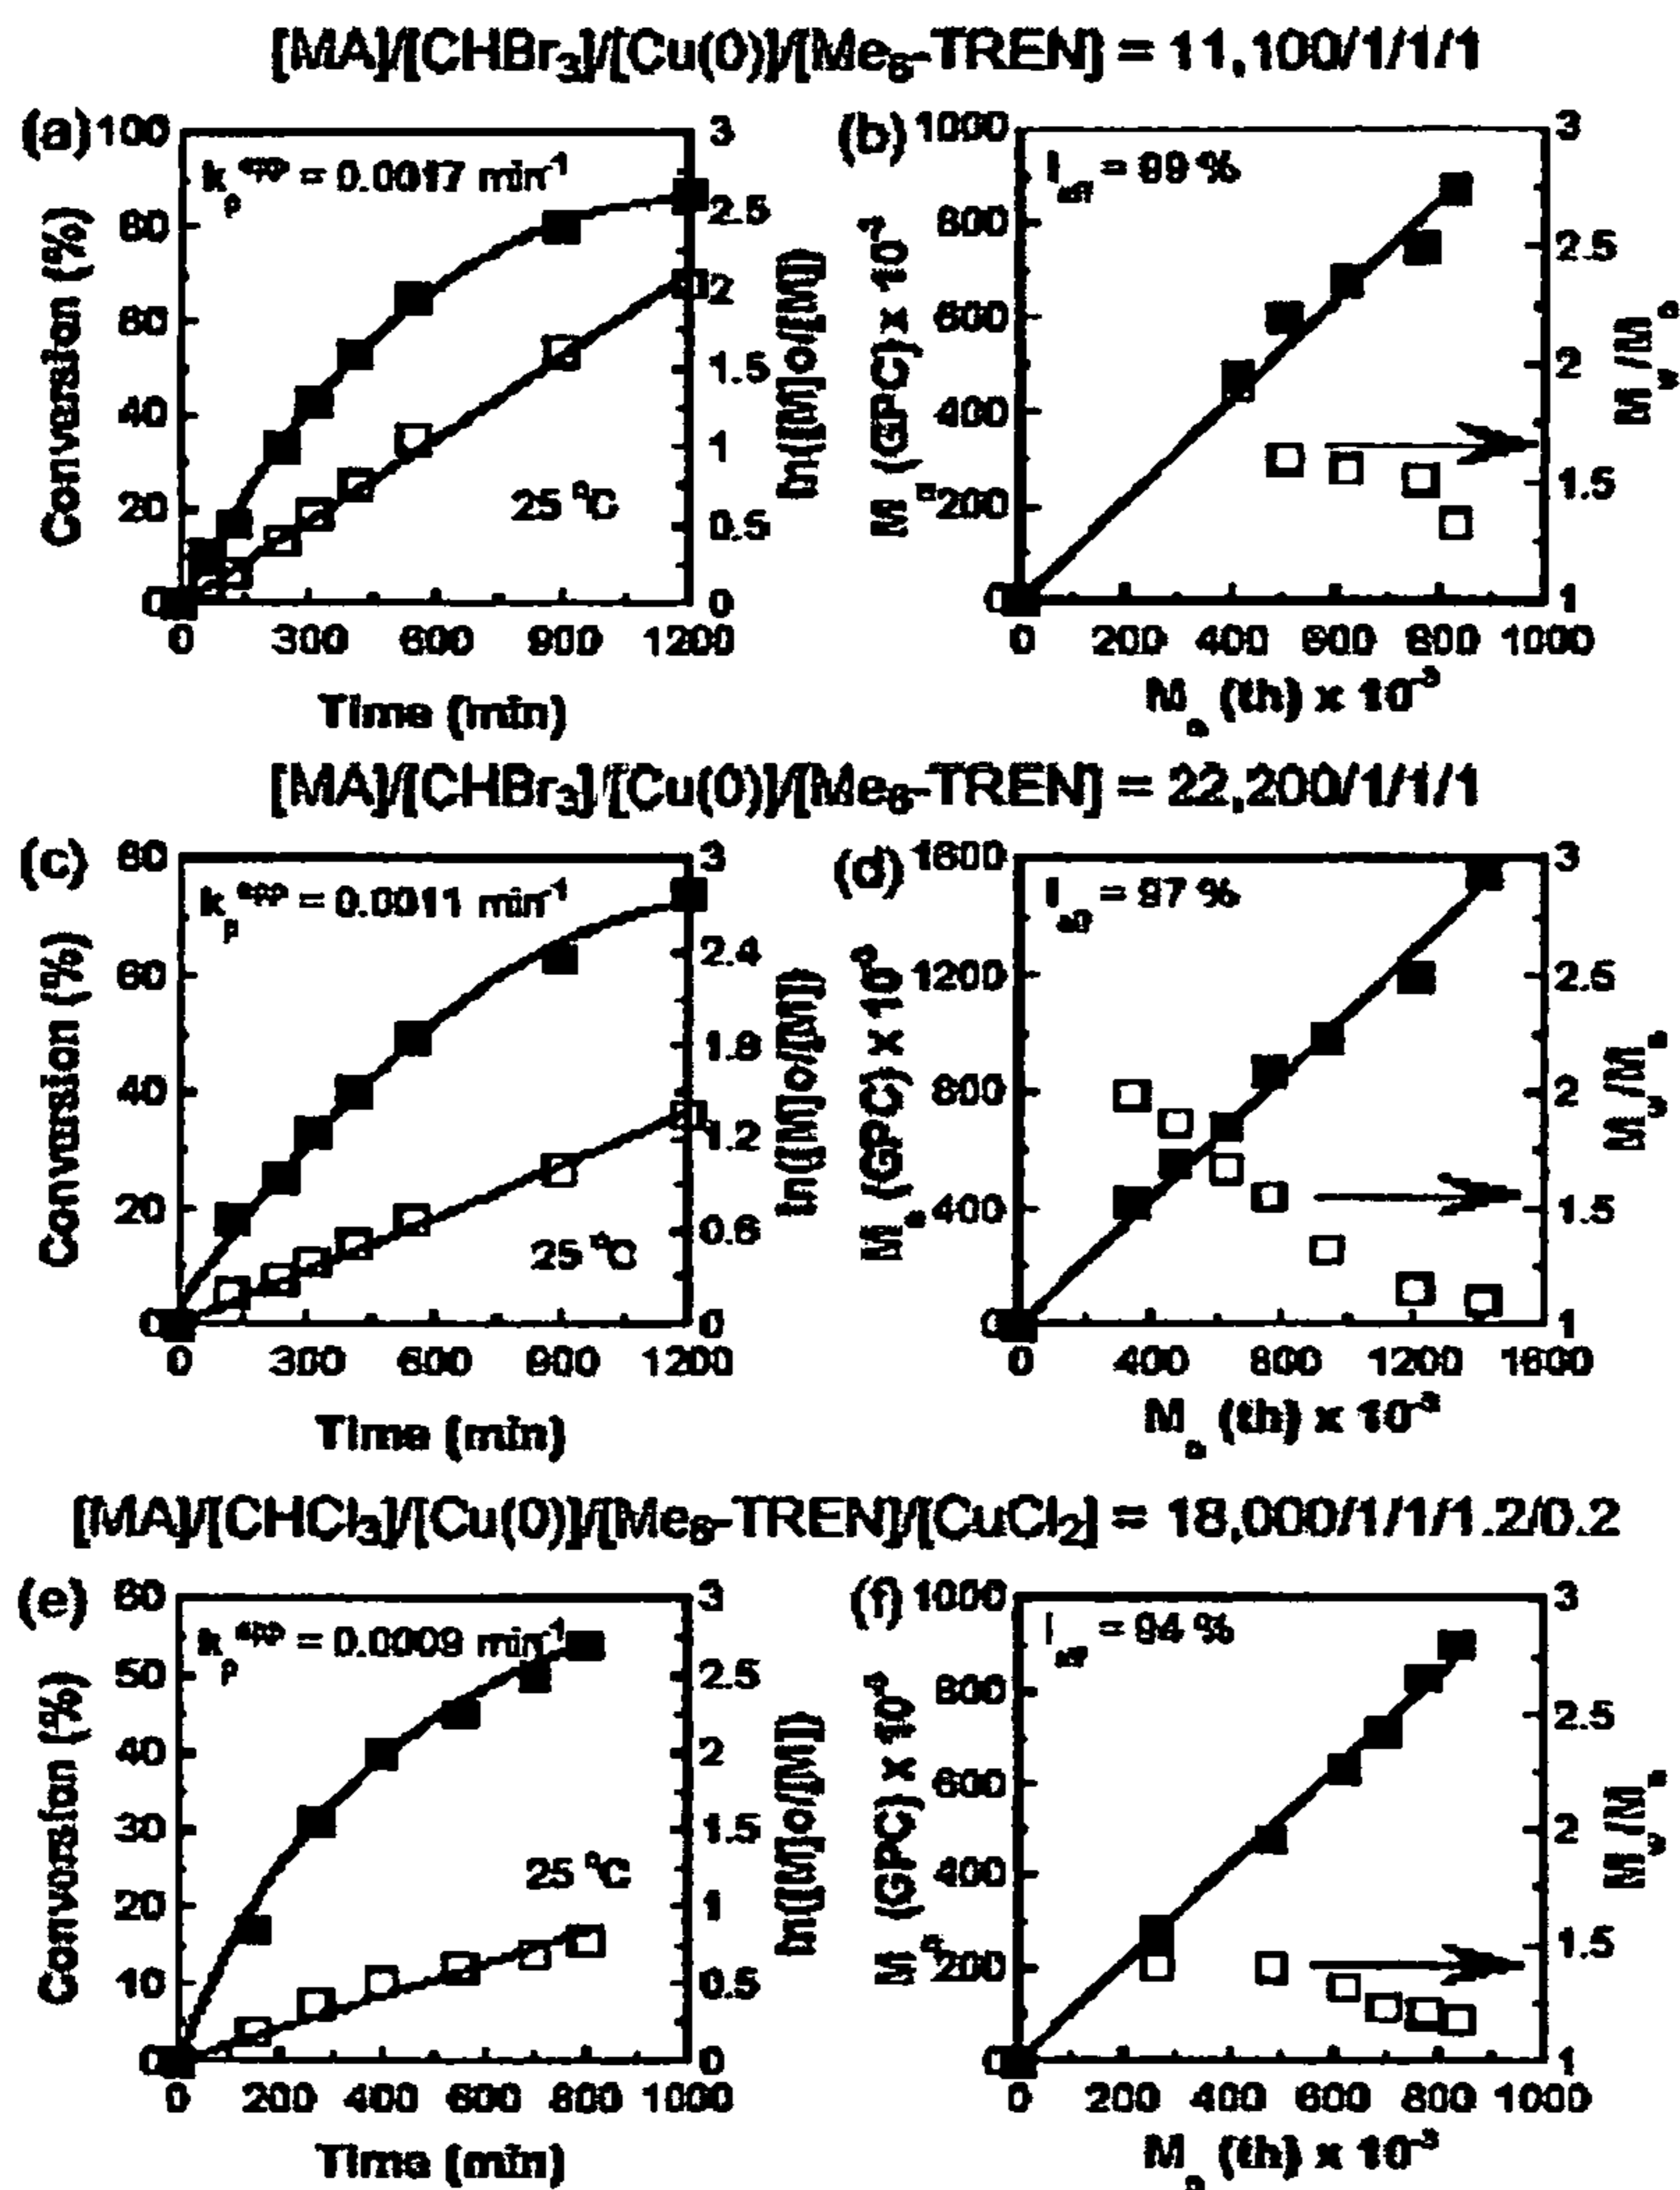 [MA]/[CHBr3]/[Cu(0)]/[Me6-TREN] = 11,100/1/1/1
(a)
kp app = 0.0017 min-1
100
80
60
40
20
0
Conversion (%)
3
2.5
2
1.5
1
0.5
0
ln([M]o/[M])
25 °C
0 300 600 900 1200
Time (min)
(b)
Ieff = 99 %
1000
800
600
400
200
0
Mn (GPC) x 10-3
3
2.5
2
1.5
1
Mw/Mn
0 200 400 600 800 1000
Mn (th) x 10-3
[MA]/[CHBr3]/[Cu(0)]/[Me6-TREN] = 22,200/1/1/1
(c)
kp app = 0.0011 min-1
80
60
40
20
0
Conversion (%)
3
2.4
1.8
1.2
0.6
0
ln([M]o/[M])
25 °C
0 300 600 900 1200
Time (min)
(d)
Ieff = 97 %
1600
1200
800
400
0
Mn (GPC) x 10-3
3
2.5
2
1.5
1
Mw/Mn
0 400 800 1200 1600
Mn (th) x 10-3
[MA]/[CHCl3]/[Cu(0)]/[Me6-TREN]/[CuCl2] = 18,000/1/1/1.2/0.2
(e)
kp app = 0.0009 min-1
60
50
40
30
20
10
0
Conversion (%)
3
2.5
2
1.5
1
0.5
0
ln([M]o/[M])
25 °C
0 200 400 600 800 1000
Time (min)
(f)
Ieff = 94 %
1000
800
600
400
200
0
Mn (GPC) x 10-3
3
2.5
2
1.5
1
Mw/Mn
0 200 400 600 800 1000
Mn (th) x 10-3